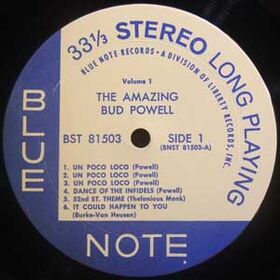 33 1/3 STEREO LONG PLAYING
BLUE NOTE RECORDS • A DIVISION OF LIBERTY RECORDS, INC.
Volume 1
THE AMAZING
BUD POWELL
BST 81503 SIDE 1
(BNST 81503-A)
1. UN POCO LOCO (Powell)
2. UN POCO LOCO (Powell)
3. UN POCO LOCO (Powell)
4. DANCE OF THE INFIDELS (Powell)
5. 52nd ST. THEME (Thelonious Monk)
6. IT COULD HAPPEN TO YOU
(Burke-Van Heusen)
BLUE
NOTE